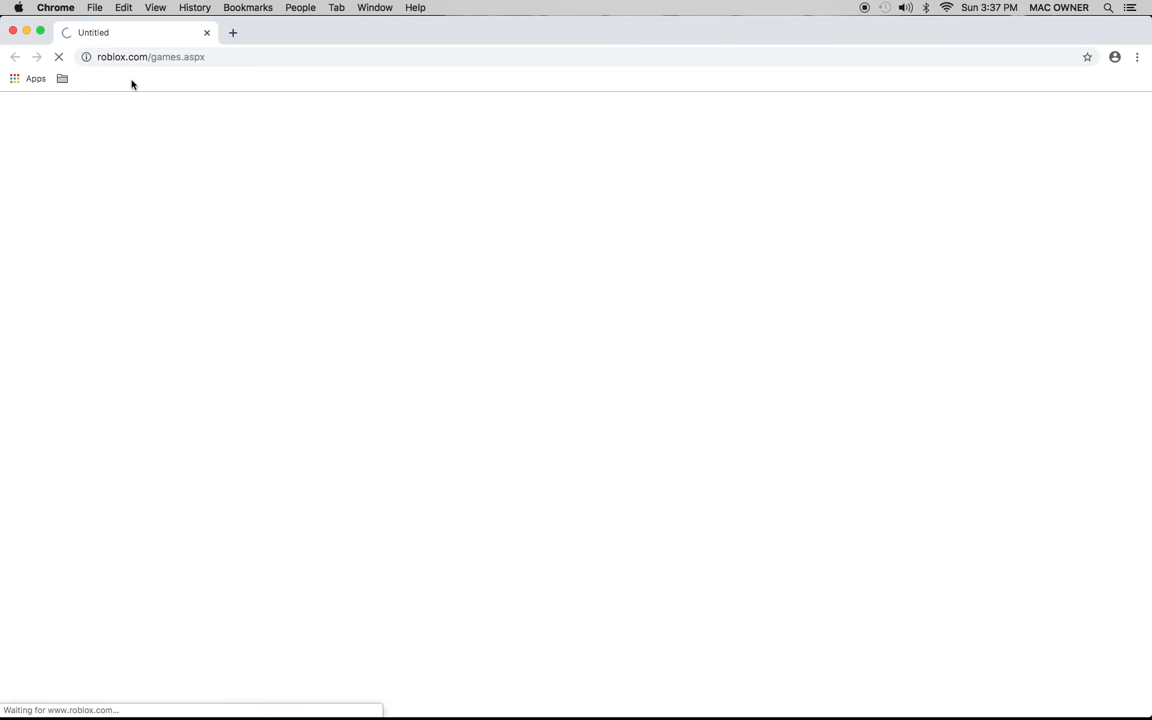 Chrome File Edit View History Bookmarks People Tab Window Help Sun 3:37 PM MAC OWNER
Untitled
roblox.com/games.aspx
Apps
Waiting for www.roblox.com...